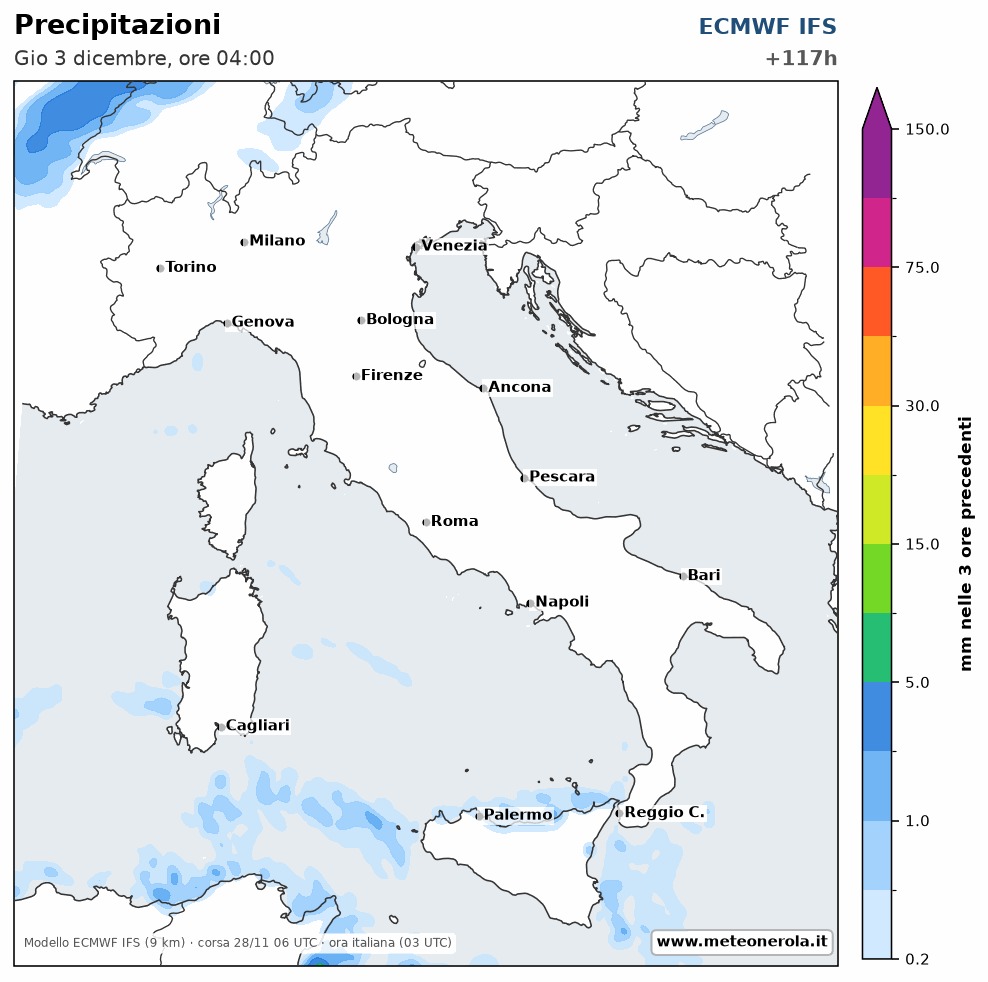 Precipitazioni
ECMWF IFS
Gio 3 dicembre, ore 04:00
+117h
150.0
75.0
30.0
15.0
5.0
1.0
0.2
mm nelle 3 ore precedenti
Milano
Venezia
Torino
Genova
Bologna
Firenze
Ancona
Pescara
Roma
Bari
Napoli
Cagliari
Palermo
Reggio C.
Modello ECMWF IFS (9 km) · corsa 28/11 06 UTC · ora italiana (03 UTC)
www.meteonerola.it